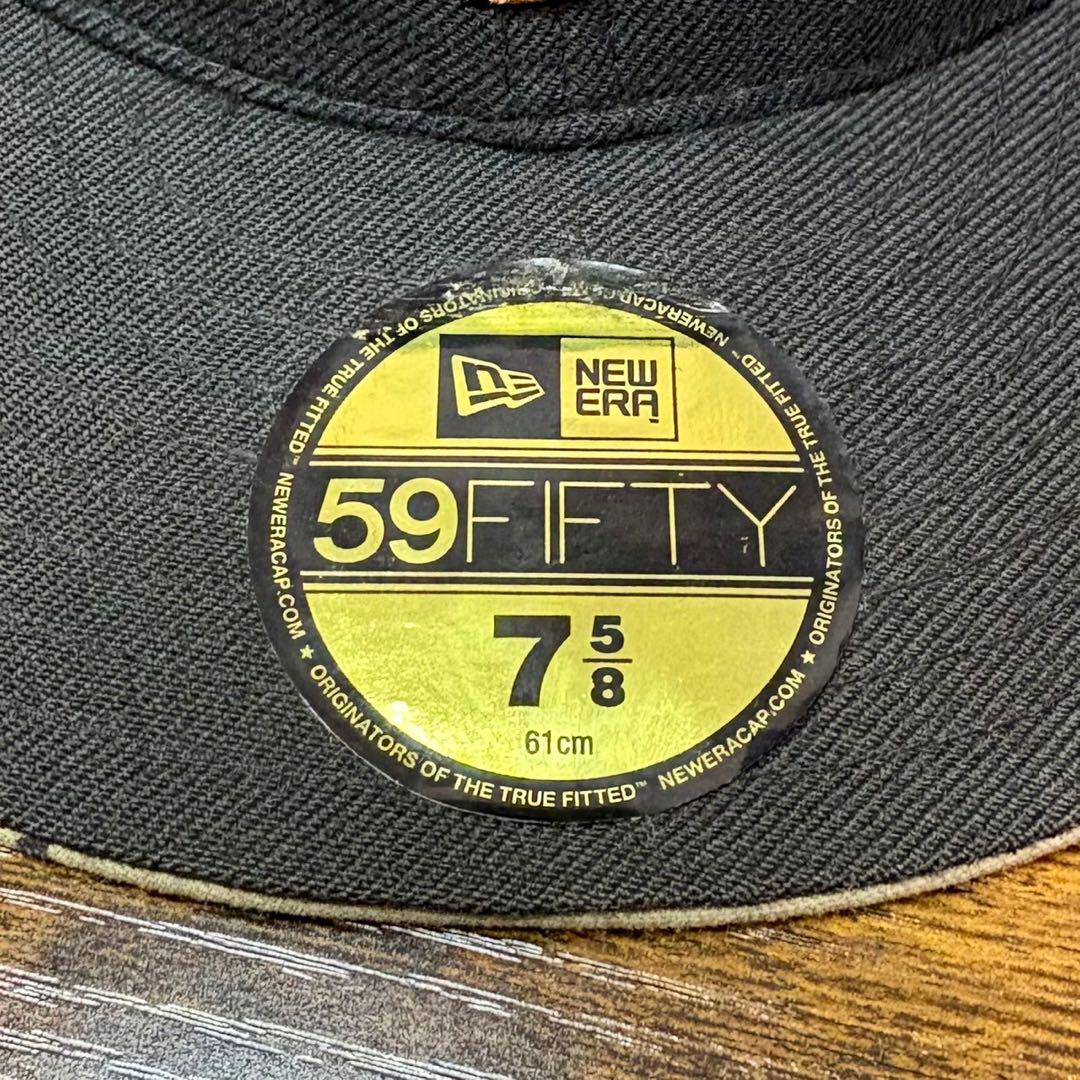 NEW
ERA™
59FIFTY
7 5/8
61cm
ORIGINATORS OF THE TRUE FITTED™ NEWERACAP.COM ★
ORIGINATORS OF THE TRUE FITTED™ NEWERACAP.COM
ORIGINATORS OF THE TRUE FITTED™ NEWERACAP.COM ★